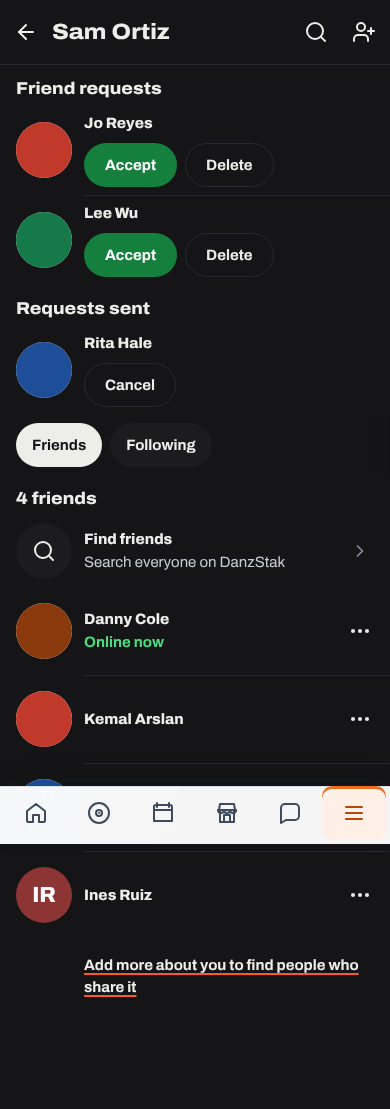 Sam Ortiz
Friend requests
Jo Reyes
Accept
Delete
Lee Wu
Accept
Delete
Requests sent
Rita Hale
Cancel
Friends
Following
4 friends
Find friends
Search everyone on DanzStak
Danny Cole
Online now
Kemal Arslan
IR
Ines Ruiz
Add more about you to find people who
share it